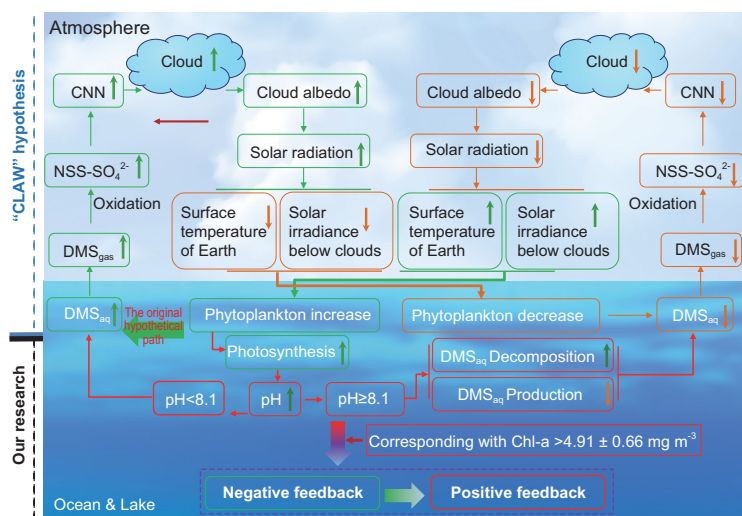 Atmosphere
"CLAW" hypothesis
Our research
Cloud
CNN
Cloud albedo
Solar radiation
NSS-SO₄²⁻
Oxidation
DMSgas
Surface
temperature
of Earth
Solar
irradiance
below clouds
Cloud
Cloud albedo
CNN
Solar radiation
NSS-SO₄²⁻
Oxidation
DMSgas
Surface
temperature
of Earth
Solar
irradiance
below clouds
DMSaq
The original
hypothetical
path
Phytoplankton increase
Phytoplankton decrease
DMSaq
Photosynthesis
DMSaq Decomposition
DMSaq Production
pH<8.1
pH
pH≥8.1
Corresponding with Chl-a >4.91 ± 0.66 mg m⁻³
Negative feedback
Positive feedback
Ocean & Lake